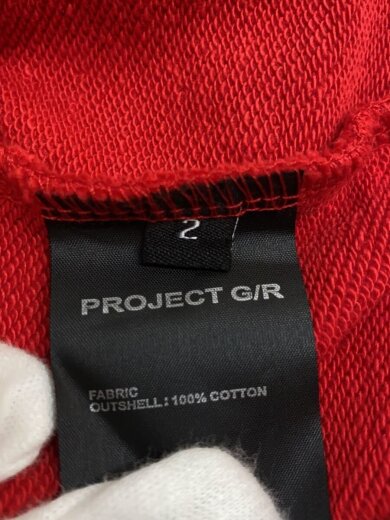 2
PROJECT G/R
FABRIC
OUTSHELL: 100% COTTON